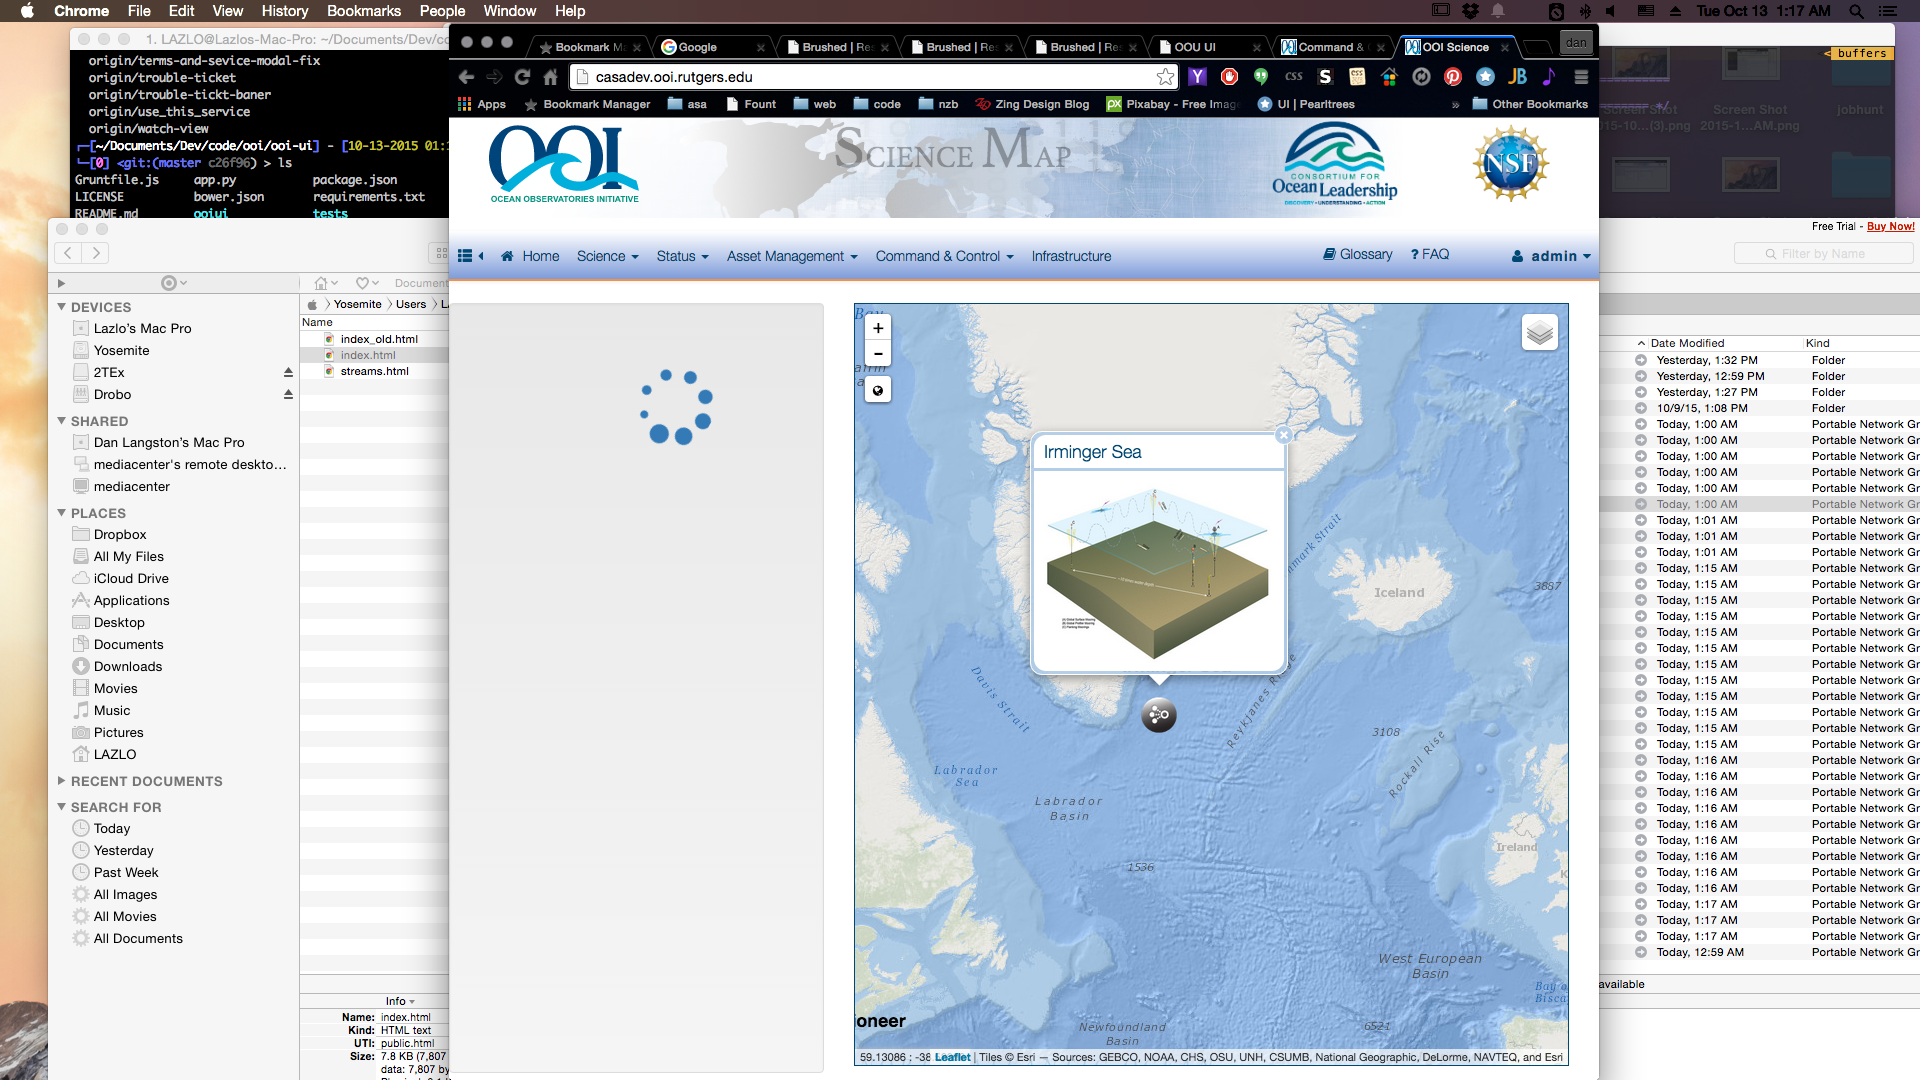 Chrome File Edit View History Bookmarks People Window Help
Tue Oct 13 1:17 AM
1. LAZLO@Lazlos-Mac-Pro: ~/Documents/Dev/co
origin/terms-and-sevice-modal-fix
origin/trouble-ticket
origin/trouble-tickt-baner
origin/use_this_service
origin/watch-view
[~/Documents/Dev/code/ooi/ooi-ui] - [10-13-2015 01:1
[0] <git:(master c26f96) > ls
Gruntfile.js app.py package.json
LICENSE bower.json requirements.txt
README.md ooiui tests
Bookmark M
Google
Brushed | Re
Brushed | Re
Brushed | Re
OOU UI
Command &
OOI Science
dan
casadev.ooi.rutgers.edu
Apps Bookmark Manager asa Fount web code nzb Zing Design Blog Pixabay - Free Imag UI | Pearltrees » Other Bookmarks
buffers
Screen Shot
2015-1...AM.png
jobhunt
OOI
OCEAN OBSERVATORIES INITIATIVE
Science Map
CONSORTIUM FOR
Ocean Leadership
DISCOVERY • UNDERSTANDING • ACTION
NSF
Home Science Status Asset Management Command & Control Infrastructure Glossary ? FAQ admin
Free Trial - Buy Now!
Filter by Name
Document
Yosemite Users L
Name
index_old.html
index.html
streams.html
DEVICES
Lazlo's Mac Pro
Yosemite
2TEx
Drobo
SHARED
Dan Langston's Mac Pro
mediacenter's remote deskto...
mediacenter
PLACES
Dropbox
All My Files
iCloud Drive
Applications
Desktop
Documents
Downloads
Movies
Music
Pictures
LAZLO
RECENT DOCUMENTS
SEARCH FOR
Today
Yesterday
Past Week
All Images
All Movies
All Documents
Info
Name: index.html
Kind: HTML text
UTI: public.html
Size: 7.8 KB (7,807
data: 7,807 by
+
-
Irminger Sea
Iceland
3887
Davis Strait
Reykjanes Ri
3108
Rockall Rise
Labrador
Sea
Labrador
Basin
1536
Ireland
West European
Basin
Bay o
Bisca
oneer
Newfoundland
Basin
6521
59.13086 : -38 Leaflet | Tiles © Esri — Sources: GEBCO, NOAA, CHS, OSU, UNH, CSUMB, National Geographic, DeLorme, NAVTEQ, and Esri
Date Modified Kind
Yesterday, 1:32 PM Folder
Yesterday, 12:59 PM Folder
Yesterday, 1:27 PM Folder
10/9/15, 1:08 PM Folder
Today, 1:00 AM Portable Network Gr
Today, 1:00 AM Portable Network Gr
Today, 1:00 AM Portable Network Gr
Today, 1:00 AM Portable Network Gr
Today, 1:00 AM Portable Network Gr
Today, 1:00 AM Portable Network Gr
Today, 1:01 AM Portable Network Gr
Today, 1:01 AM Portable Network Gr
Today, 1:01 AM Portable Network Gr
Today, 1:15 AM Portable Network Gr
Today, 1:15 AM Portable Network Gr
Today, 1:15 AM Portable Network Gr
Today, 1:15 AM Portable Network Gr
Today, 1:15 AM Portable Network Gr
Today, 1:15 AM Portable Network Gr
Today, 1:15 AM Portable Network Gr
Today, 1:15 AM Portable Network Gr
Today, 1:15 AM Portable Network Gr
Today, 1:15 AM Portable Network Gr
Today, 1:15 AM Portable Network Gr
Today, 1:15 AM Portable Network Gr
Today, 1:16 AM Portable Network Gr
Today, 1:16 AM Portable Network Gr
Today, 1:16 AM Portable Network Gr
Today, 1:16 AM Portable Network Gr
Today, 1:16 AM Portable Network Gr
Today, 1:16 AM Portable Network Gr
Today, 1:16 AM Portable Network Gr
Today, 1:16 AM Portable Network Gr
Today, 1:16 AM Portable Network Gr
Today, 1:17 AM Portable Network Gr
Today, 1:17 AM Portable Network Gr
Today, 1:17 AM Portable Network Gr
Today, 12:59 AM Portable Network Gr
available